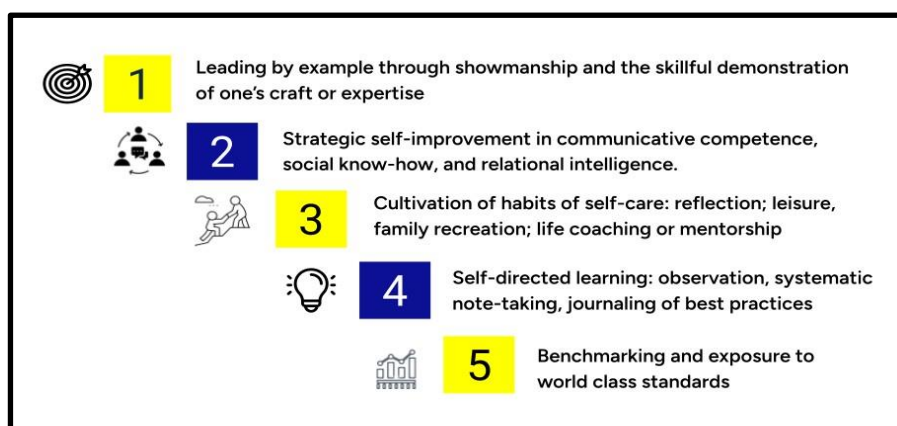 1
Leading by example through showmanship and the skillful demonstration
of one's craft or expertise
2
Strategic self-improvement in communicative competence,
social know-how, and relational intelligence.
3
Cultivation of habits of self-care: reflection; leisure,
family recreation; life coaching or mentorship
4
Self-directed learning: observation, systematic
note-taking, journaling of best practices
5
Benchmarking and exposure to
world class standards